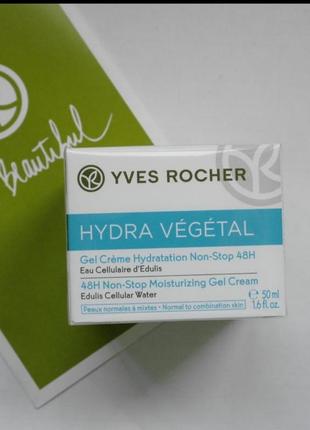 Beautiful
YVES ROCHER
HYDRA VÉGÉTAL
Gel Crème Hydratation Non-Stop 48H
Eau Cellulaire d'Edulis
48H Non-Stop Moisturizing Gel Cream
Edulis Cellular Water
Peaux normales à mixtes • Normal to combination skin
℮ 50 ml
1.6 fl. oz